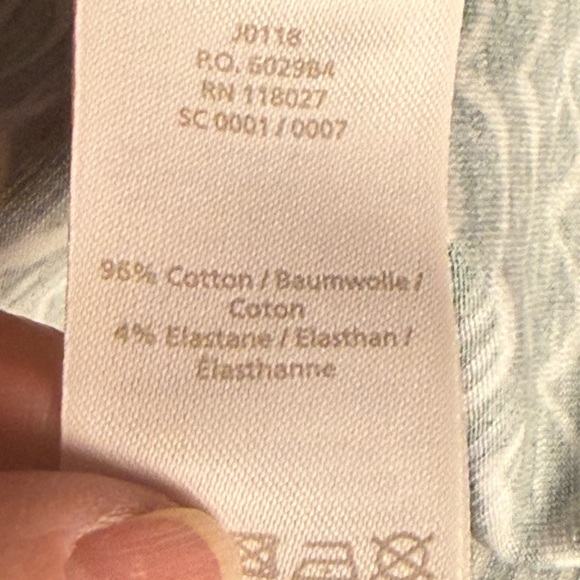 J0118
P.O. 602984
RN 118027
SC 0001 / 0007
96% Cotton / Baumwolle /
Coton
4% Elastane / Elasthan /
Élasthanne